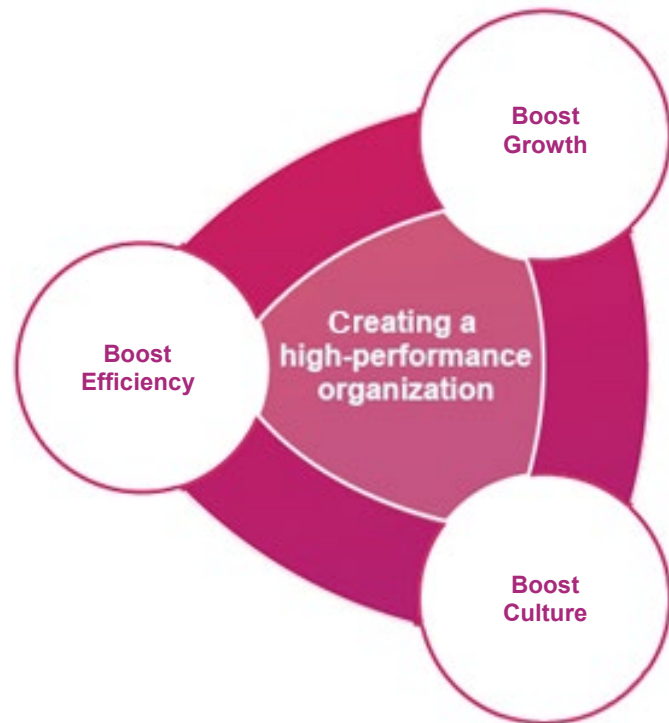 Boost
Growth
Creating a
high-performance
organization
Boost
Efficiency
Boost
Culture